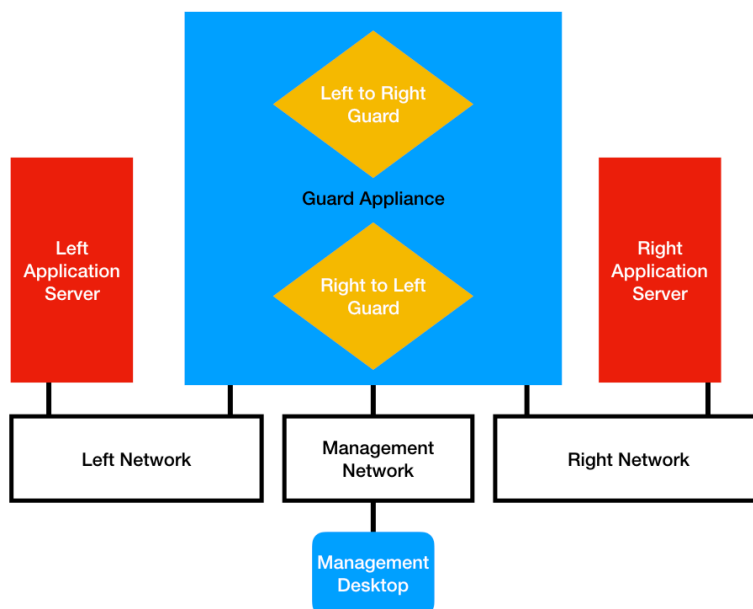 Left to Right
Guard
Guard Appliance
Left
Application
Server
Right
Application
Server
Right to Left
Guard
Left Network
Management
Network
Right Network
Management
Desktop